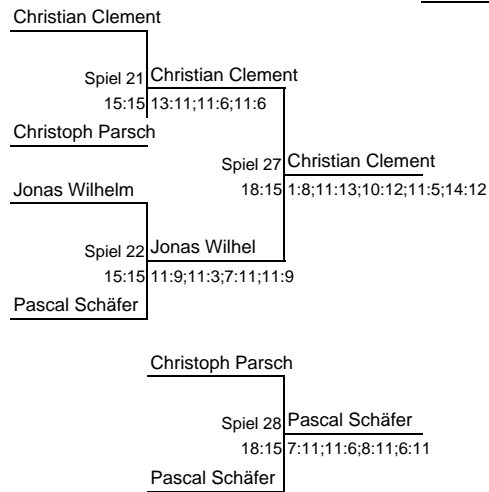 Christian Clement
Spiel 21 Christian Clement
15:15 13:11;11:6;11:6
Christoph Parsch
Spiel 27 Christian Clement
18:15 1:8;11:13;10:12;11:5;14:12
Jonas Wilhelm
Spiel 22 Jonas Wilhel
15:15 11:9;11:3;7:11;11:9
Pascal Schäfer
Christoph Parsch
Spiel 28 Pascal Schäfer
18:15 7:11;11:6;8:11;6:11
Pascal Schäfer